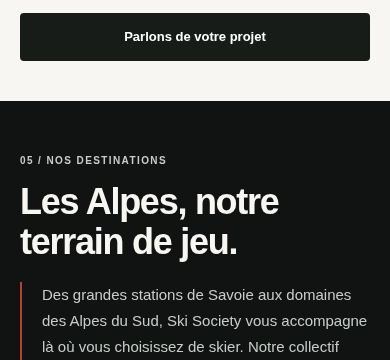 Parlons de votre projet
05 / NOS DESTINATIONS
Les Alpes, notre
terrain de jeu.
Des grandes stations de Savoie aux domaines
des Alpes du Sud, Ski Society vous accompagne
là où vous choisissez de skier. Notre collectif